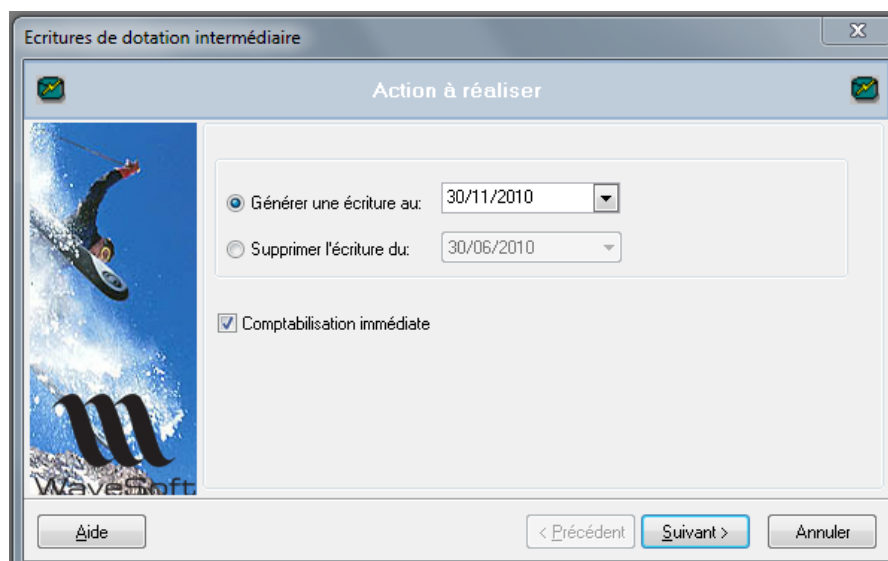 Ecritures de dotation intermédiaire
Action à réaliser
Générer une écriture au: 30/11/2010
Supprimer l'écriture du: 30/06/2010
Comptabilisation immédiate
WaveSoft
Aide < Précédent Suivant > Annuler